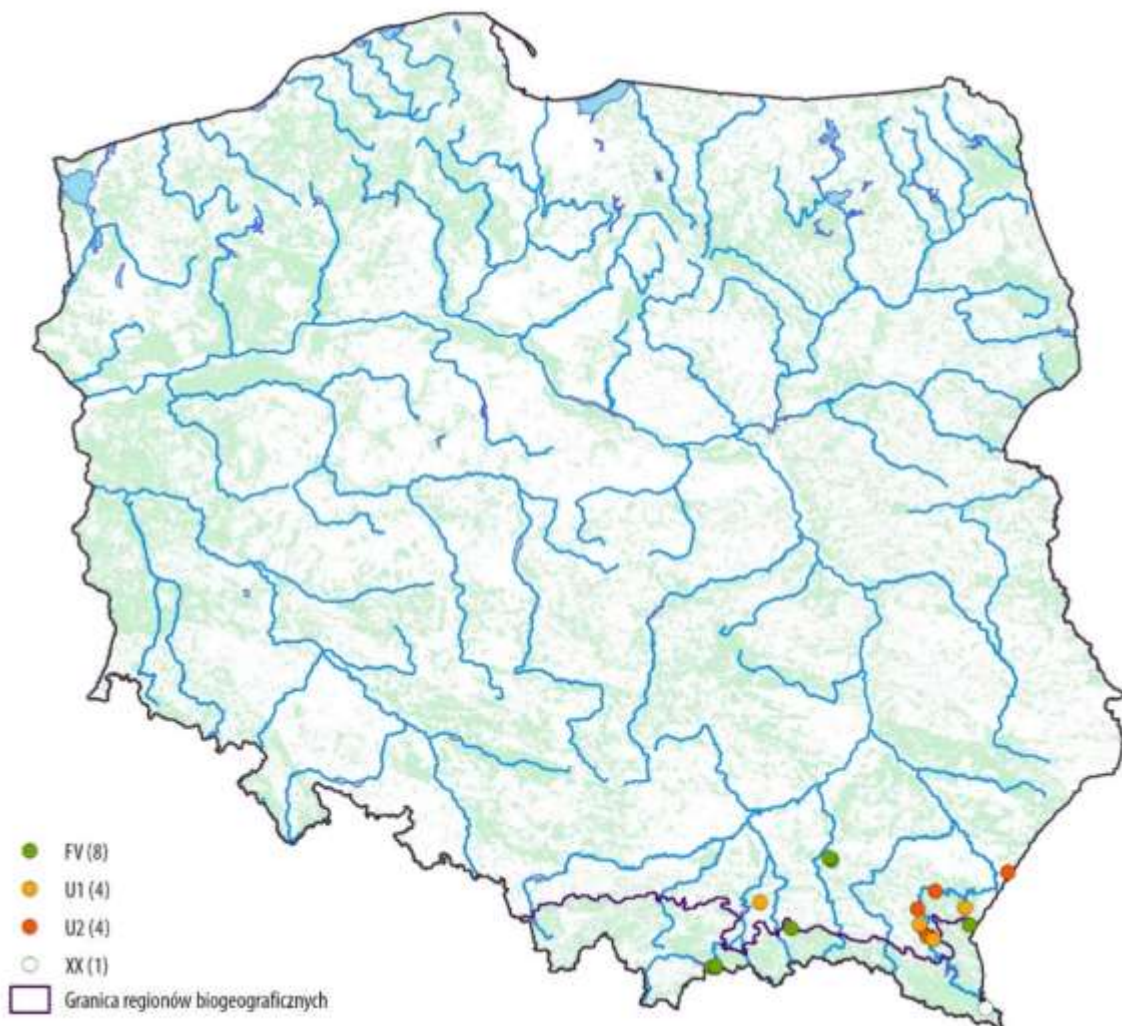 FV (8)
U1 (4)
U2 (4)
XX (1)
Granica regionów biogeograficznych